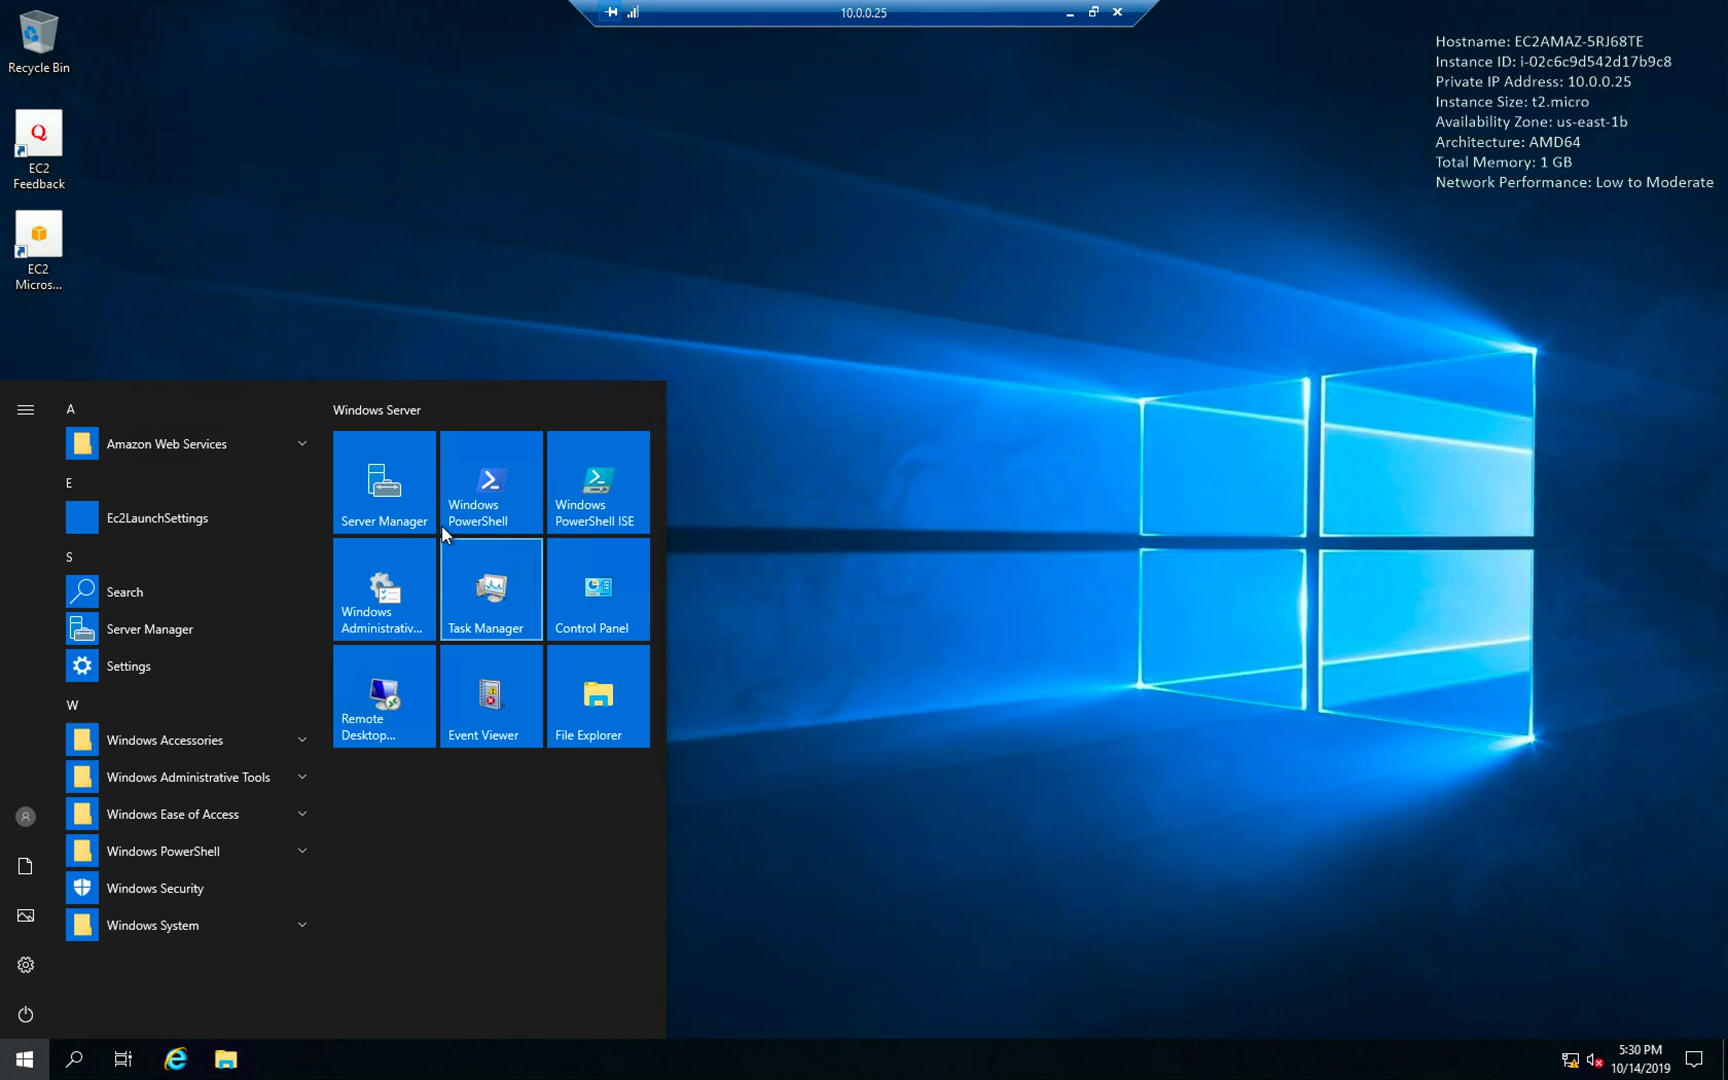 10.0.0.25
Recycle Bin
EC2
Feedback
EC2
Micros...
Hostname: EC2AMAZ-5RJ68TE
Instance ID: i-02c6c9d542d17b9c8
Private IP Address: 10.0.0.25
Instance Size: t2.micro
Availability Zone: us-east-1b
Architecture: AMD64
Total Memory: 1 GB
Network Performance: Low to Moderate
A
Amazon Web Services
E
Ec2LaunchSettings
S
Search
Server Manager
Settings
W
Windows Accessories
Windows Administrative Tools
Windows Ease of Access
Windows PowerShell
Windows Security
Windows System
Windows Server
Server Manager
Windows
PowerShell
Windows
PowerShell ISE
Windows
Administrativ...
Task Manager
Control Panel
Remote
Desktop...
Event Viewer
File Explorer
5:30 PM
10/14/2019